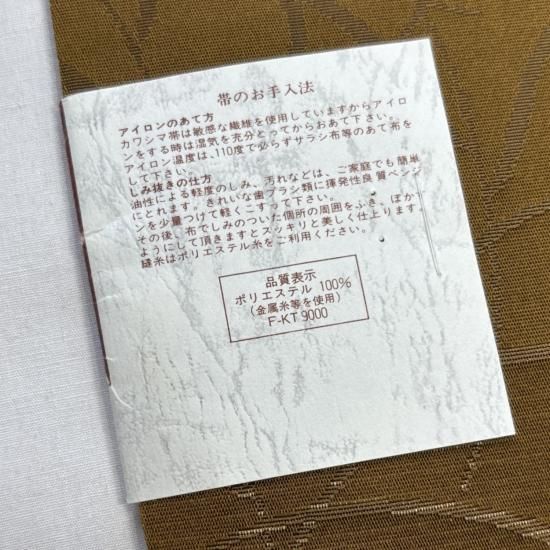 帯のお手入法
アイロンのあて方
カワシマ帯は敏感な繊維を使用していますからアイロ
ンをする時は湿気を充分とってからおあて下さい。
アイロン温度は、110度で必らずサラシ布等のあて布を
して下さい。
しみ抜きの仕方
油性による軽度のしみ、汚れなどは、ご家庭でも簡単
にとれます。きれいな歯ブラシ類に揮発性良質ベンジ
ンを少量つけて軽くこすって下さい。
その後、布でしみのついた個所の周囲をふき、ぼかす
ようにして頂きますとスッキリと美しく仕上ります。
縫糸はポリエステル糸をご利用ください。
品質表示
ポリエステル 100%
(金属糸等を使用)
F-KT 9000